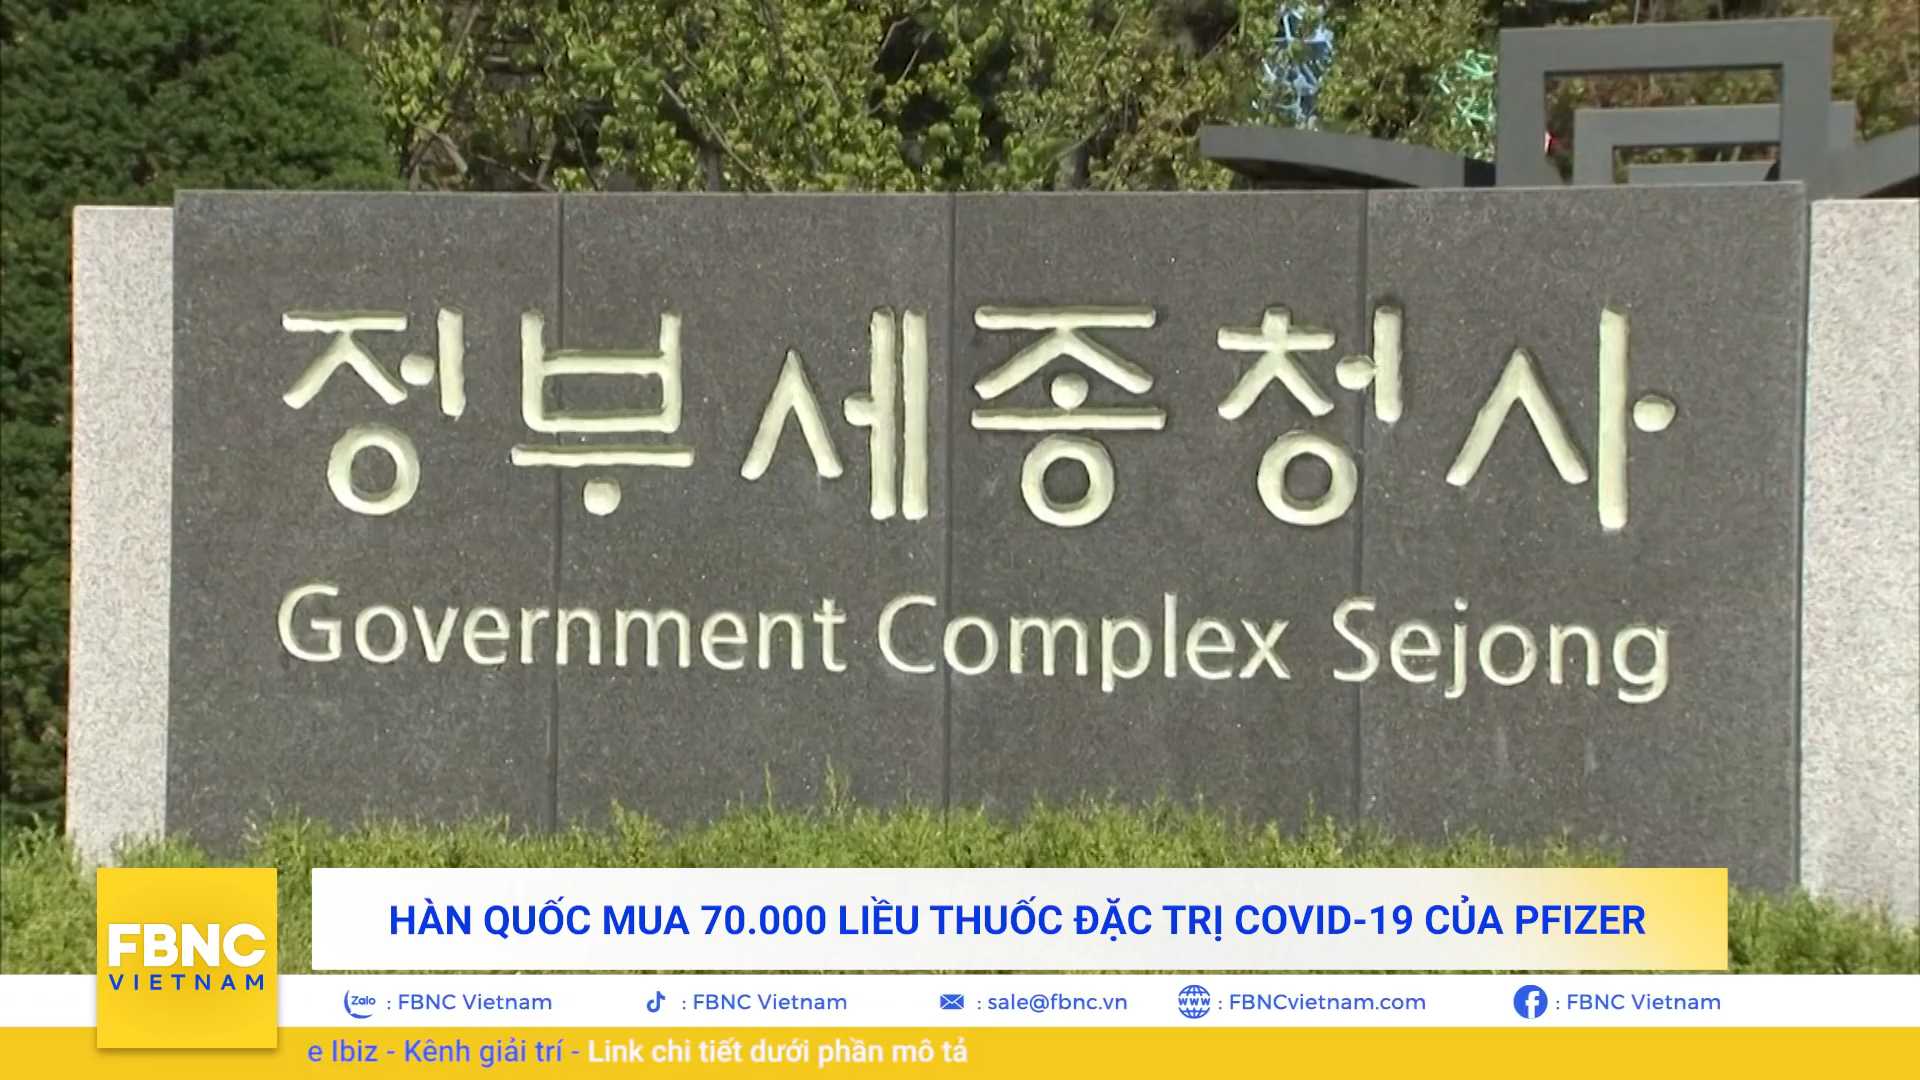 정부세종청사
Government Complex Sejong
HÀN QUỐC MUA 70.000 LIỀU THUỐC ĐẶC TRỊ COVID-19 CỦA PFIZER
FBNC
VIETNAM
Zalo : FBNC Vietnam : FBNC Vietnam : sale@fbnc.vn www : FBNCvietnam.com : FBNC Vietnam
e Ibiz - Kênh giải trí - Link chi tiết dưới phần mô tả